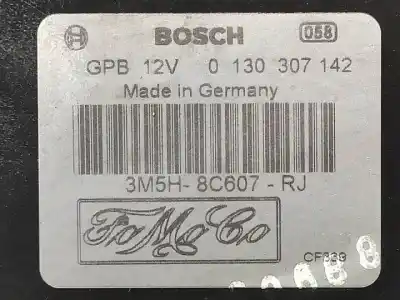 BOSCH 058
GPB 12V 0 130 307 142
Made in Germany
3M5H-8C607-RJ
FoMoCo
CF339